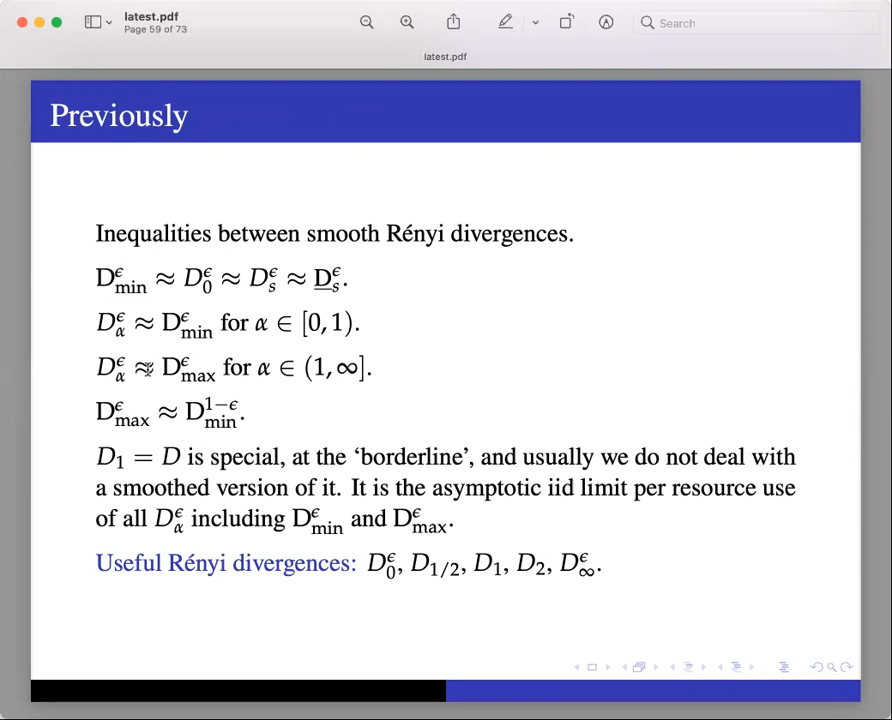 latest.pdf
Page 59 of 73
Search
latest.pdf
Previously
Inequalities between smooth Rényi divergences.
D^ϵ_min ≈ D^ϵ_0 ≈ D^ϵ_s ≈ D̲^ϵ_s.
D^ϵ_α ≈ D^ϵ_min for α ∈ [0, 1).
D^ϵ_α ≈ D^ϵ_max for α ∈ (1, ∞].
D^ϵ_max ≈ D^{1−ϵ}_min.
D_1 = D is special, at the ‘borderline’, and usually we do not deal with
a smoothed version of it. It is the asymptotic iid limit per resource use
of all D^ϵ_α including D^ϵ_min and D^ϵ_max.
Useful Rényi divergences: D^ϵ_0, D_{1/2}, D_1, D_2, D^ϵ_∞.